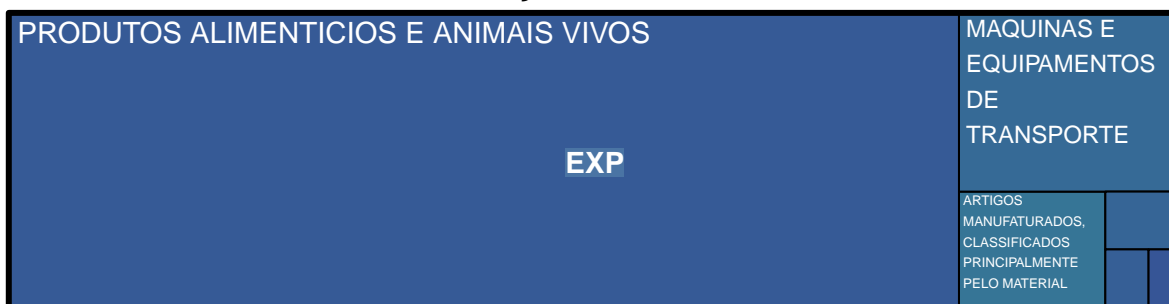 PRODUTOS ALIMENTICIOS E ANIMAIS VIVOS
EXP
MAQUINAS E
EQUIPAMENTOS
DE
TRANSPORTE
ARTIGOS
MANUFATURADOS,
CLASSIFICADOS
PRINCIPALMENTE
PELO MATERIAL